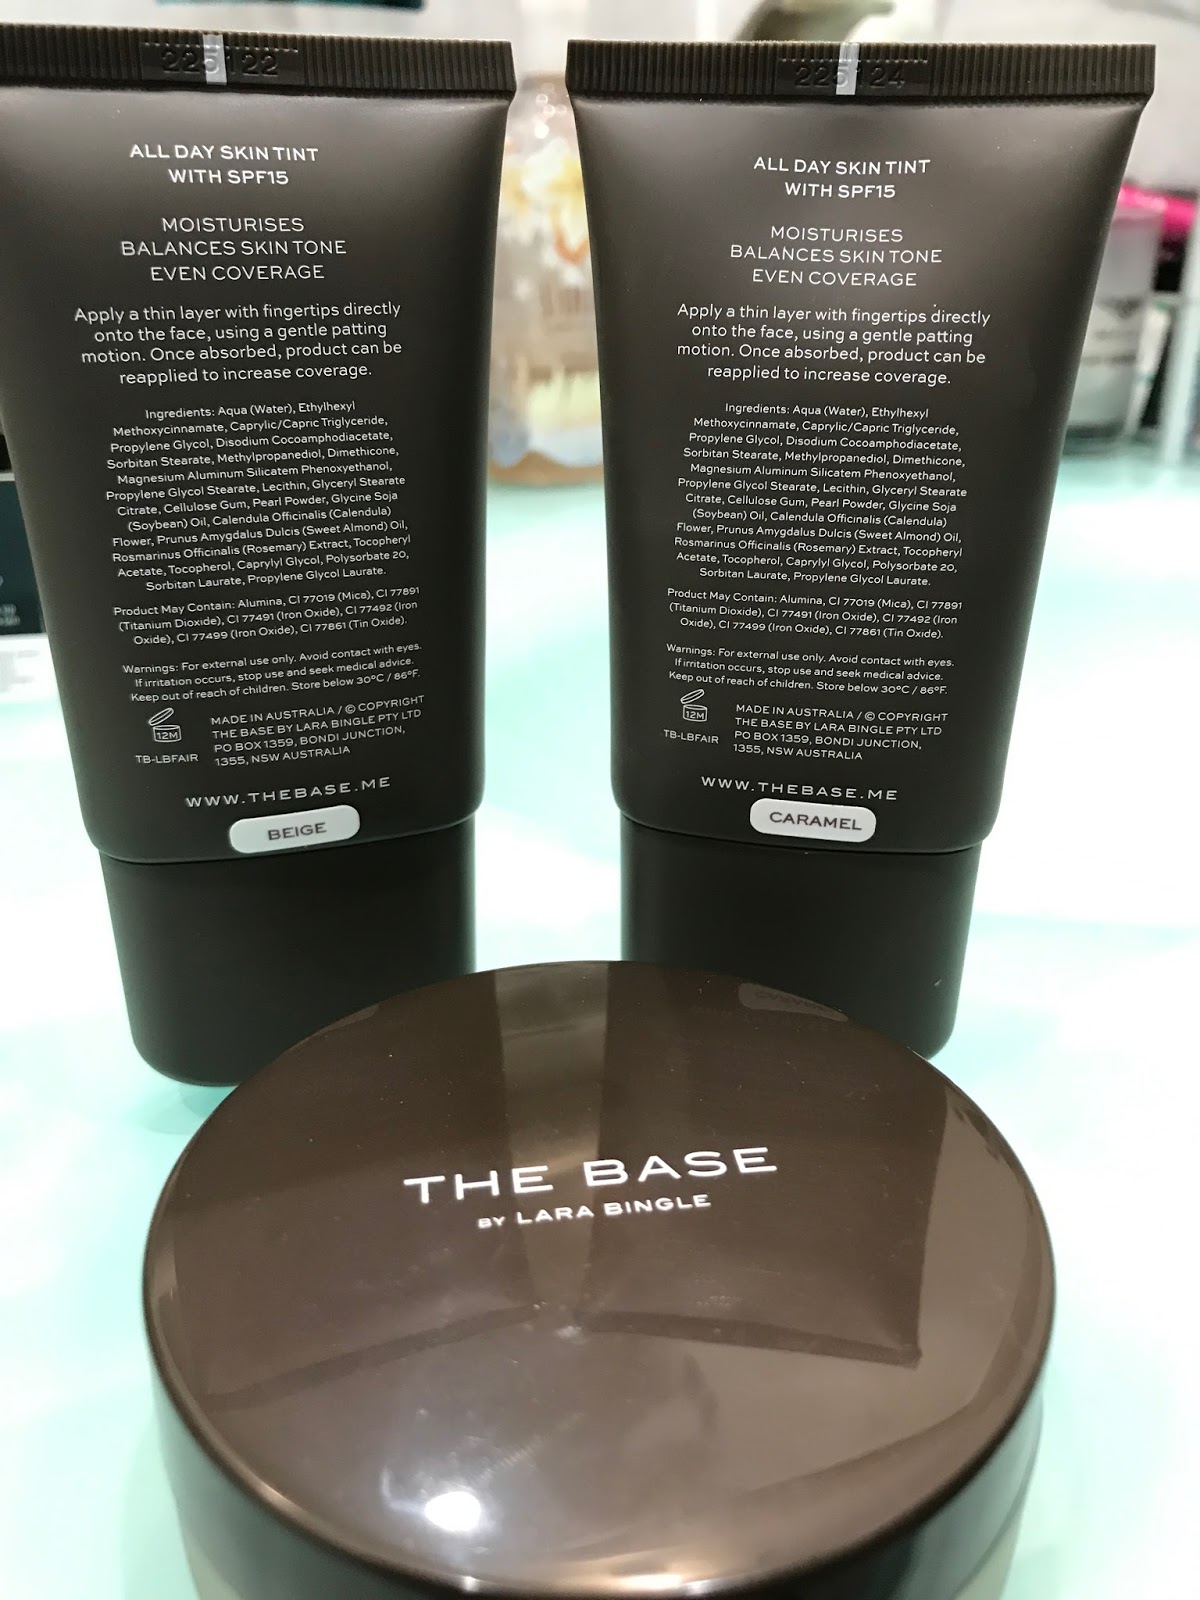 225122
ALL DAY SKIN TINT
WITH SPF15
MOISTURISES
BALANCES SKIN TONE
EVEN COVERAGE
Apply a thin layer with fingertips directly
onto the face, using a gentle patting
motion. Once absorbed, product can be
reapplied to increase coverage.
Ingredients: Aqua (Water), Ethylhexyl
Methoxycinnamate, Caprylic/Capric Triglyceride,
Propylene Glycol, Disodium Cocoamphodiacetate,
Sorbitan Stearate, Methylpropanediol, Dimethicone,
Magnesium Aluminum Silicatem Phenoxyethanol,
Propylene Glycol Stearate, Lecithin, Glyceryl Stearate
Citrate, Cellulose Gum, Pearl Powder, Glycine Soja
(Soybean) Oil, Calendula Officinalis (Calendula)
Flower, Prunus Amygdalus Dulcis (Sweet Almond) Oil,
Rosmarinus Officinalis (Rosemary) Extract, Tocopheryl
Acetate, Tocopherol, Caprylyl Glycol, Polysorbate 20,
Sorbitan Laurate, Propylene Glycol Laurate.
Product May Contain: Alumina, CI 77019 (Mica), CI 77891
(Titanium Dioxide), CI 77491 (Iron Oxide), CI 77492 (Iron
Oxide), CI 77499 (Iron Oxide), CI 77861 (Tin Oxide).
Warnings: For external use only. Avoid contact with eyes.
If irritation occurs, stop use and seek medical advice.
Keep out of reach of children. Store below 30°C / 86°F.
12M
TB-LBFAIR
MADE IN AUSTRALIA / © COPYRIGHT
THE BASE BY LARA BINGLE PTY LTD
PO BOX 1359, BONDI JUNCTION,
1355, NSW AUSTRALIA
WWW.THEBASE.ME
BEIGE
225124
ALL DAY SKIN TINT
WITH SPF15
MOISTURISES
BALANCES SKIN TONE
EVEN COVERAGE
Apply a thin layer with fingertips directly
onto the face, using a gentle patting
motion. Once absorbed, product can be
reapplied to increase coverage.
Ingredients: Aqua (Water), Ethylhexyl
Methoxycinnamate, Caprylic/Capric Triglyceride,
Propylene Glycol, Disodium Cocoamphodiacetate,
Sorbitan Stearate, Methylpropanediol, Dimethicone,
Magnesium Aluminum Silicatem Phenoxyethanol,
Propylene Glycol Stearate, Lecithin, Glyceryl Stearate
Citrate, Cellulose Gum, Pearl Powder, Glycine Soja
(Soybean) Oil, Calendula Officinalis (Calendula)
Flower, Prunus Amygdalus Dulcis (Sweet Almond) Oil,
Rosmarinus Officinalis (Rosemary) Extract, Tocopheryl
Acetate, Tocopherol, Caprylyl Glycol, Polysorbate 20,
Sorbitan Laurate, Propylene Glycol Laurate.
Product May Contain: Alumina, CI 77019 (Mica), CI 77891
(Titanium Dioxide), CI 77491 (Iron Oxide), CI 77492 (Iron
Oxide), CI 77499 (Iron Oxide), CI 77861 (Tin Oxide).
Warnings: For external use only. Avoid contact with eyes.
If irritation occurs, stop use and seek medical advice.
Keep out of reach of children. Store below 30°C / 86°F.
12M
TB-LBFAIR
MADE IN AUSTRALIA / © COPYRIGHT
THE BASE BY LARA BINGLE PTY LTD
PO BOX 1359, BONDI JUNCTION,
1355, NSW AUSTRALIA
WWW.THEBASE.ME
CARAMEL
THE BASE
BY LARA BINGLE